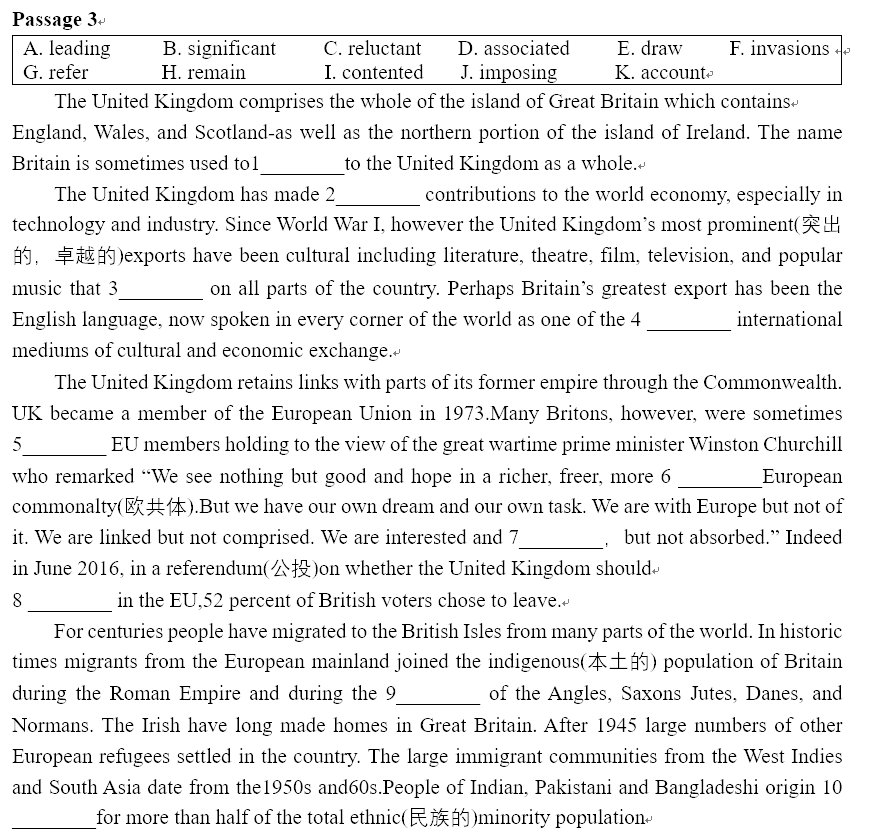 Passage 3
A. leading B. significant C. reluctant D. associated E. draw F. invasions
G. refer H. remain I. contented J. imposing K. account
The United Kingdom comprises the whole of the island of Great Britain which contains
England, Wales, and Scotland-as well as the northern portion of the island of Ireland. The name
Britain is sometimes used to1________to the United Kingdom as a whole.
The United Kingdom has made 2________ contributions to the world economy, especially in
technology and industry. Since World War I, however the United Kingdom's most prominent(突出
的，卓越的)exports have been cultural including literature, theatre, film, television, and popular
music that 3________ on all parts of the country. Perhaps Britain's greatest export has been the
English language, now spoken in every corner of the world as one of the 4 ________ international
mediums of cultural and economic exchange.
The United Kingdom retains links with parts of its former empire through the Commonwealth.
UK became a member of the European Union in 1973.Many Britons, however, were sometimes
5________ EU members holding to the view of the great wartime prime minister Winston Churchill
who remarked “We see nothing but good and hope in a richer, freer, more 6 ________European
commonalty(欧共体).But we have our own dream and our own task. We are with Europe but not of
it. We are linked but not comprised. We are interested and 7________，but not absorbed.” Indeed
in June 2016, in a referendum(公投)on whether the United Kingdom should
8 ________ in the EU,52 percent of British voters chose to leave.
For centuries people have migrated to the British Isles from many parts of the world. In historic
times migrants from the European mainland joined the indigenous(本土的) population of Britain
during the Roman Empire and during the 9________ of the Angles, Saxons Jutes, Danes, and
Normans. The Irish have long made homes in Great Britain. After 1945 large numbers of other
European refugees settled in the country. The large immigrant communities from the West Indies
and South Asia date from the1950s and60s.People of Indian, Pakistani and Bangladeshi origin 10
________for more than half of the total ethnic(民族的)minority population